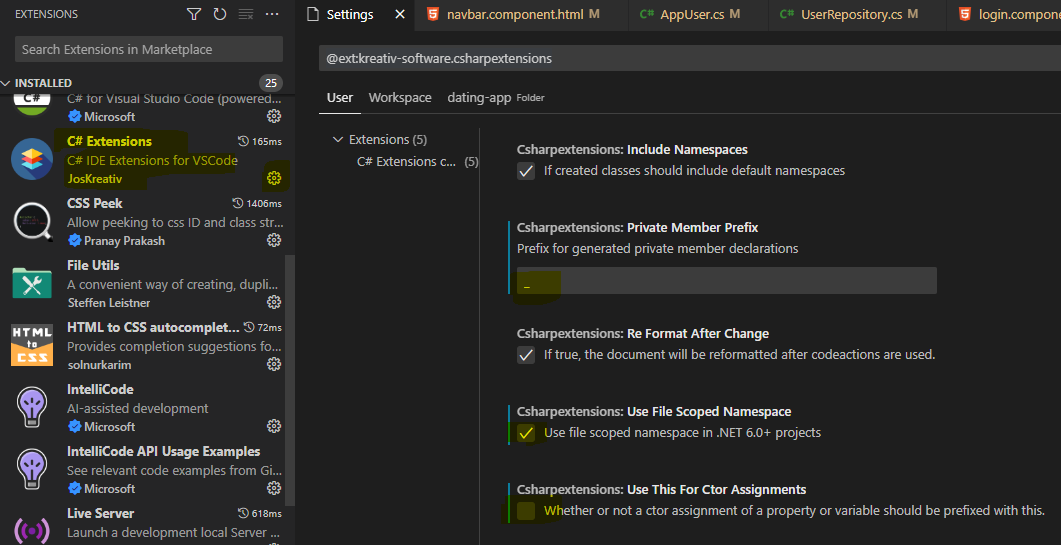 EXTENSIONS
Search Extensions in Marketplace
INSTALLED 25
C#
C# for Visual Studio Code (powered...
Microsoft
C# Extensions 165ms
C# IDE Extensions for VSCode
JosKreativ
CSS Peek 1406ms
Allow peeking to css ID and class str...
Pranay Prakash
File Utils
A convenient way of creating, dupli...
Steffen Leistner
HTML to CSS autocomplet... 72ms
HTML
to
CSS
Provides completion suggestions fo...
solnurkarim
IntelliCode
AI-assisted development
Microsoft
IntelliCode API Usage Examples
See relevant code examples from Gi...
Microsoft
Live Server 618ms
Launch a development local Server ...
Settings
navbar.component.html M
C# AppUser.cs M
C# UserRepository.cs M
login.compone
@ext:kreativ-software.csharpextensions
User Workspace dating-app Folder
Extensions (5)
C# Extensions c... (5)
Csharpextensions: Include Namespaces
If created classes should include default namespaces
Csharpextensions: Private Member Prefix
Prefix for generated private member declarations
_
Csharpextensions: Re Format After Change
If true, the document will be reformatted after codeactions are used.
Csharpextensions: Use File Scoped Namespace
Use file scoped namespace in .NET 6.0+ projects
Csharpextensions: Use This For Ctor Assignments
Whether or not a ctor assignment of a property or variable should be prefixed with this.